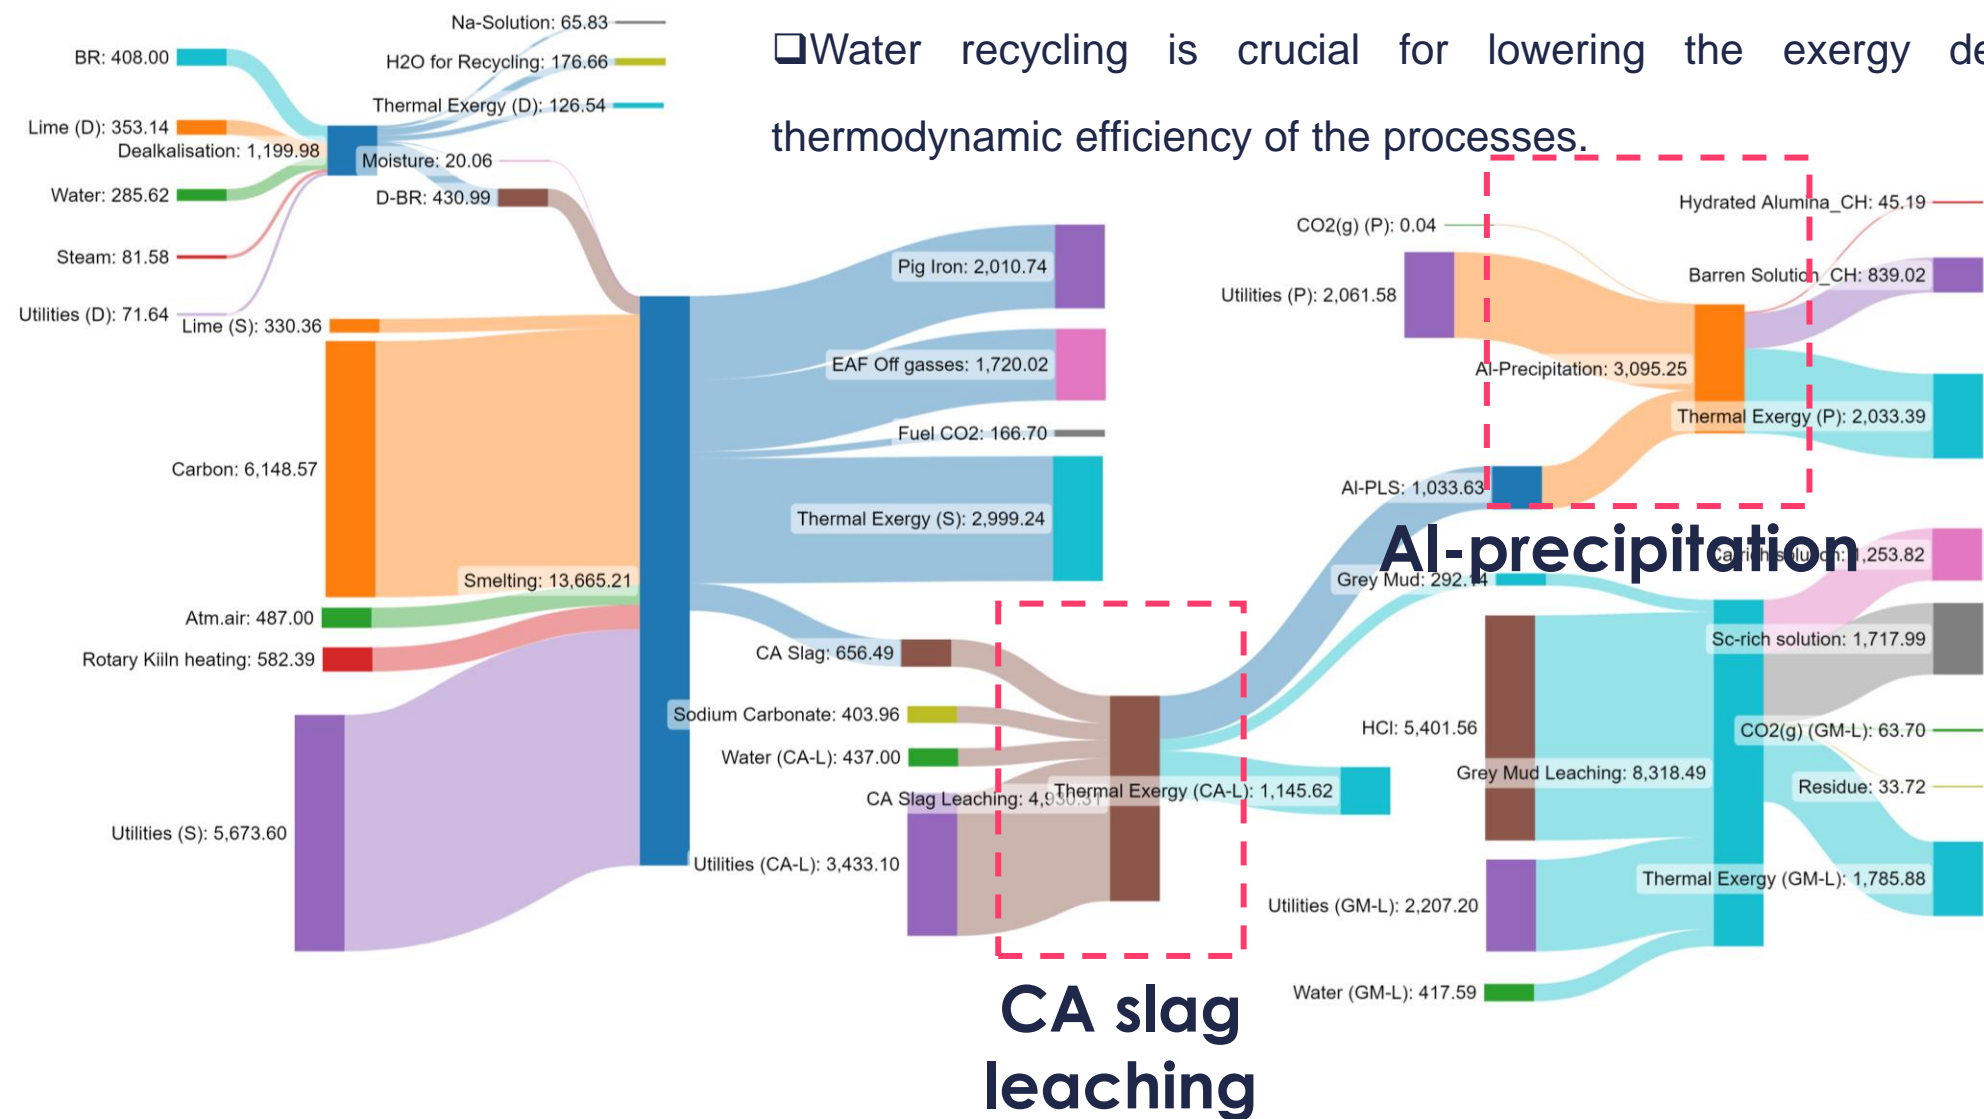 Na-Solution: 65.83
BR: 408.00
H2O for Recycling: 176.66
Thermal Exergy (D): 126.54
Lime (D): 353.14
Dealkalisation: 1,199.98
Moisture: 20.06
Water: 285.62
D-BR: 430.99
Steam: 81.58
Utilities (D): 71.64
❑Water recycling is crucial for lowering the exergy
thermodynamic efficiency of the processes.
Lime (S): 330.36
Carbon: 6,148.57
Smelting: 13,665.21
Atm.air: 487.00
Rotary Kiiln heating: 582.39
Utilities (S): 5,673.60
Pig Iron: 2,010.74
EAF Off gasses: 1,720.02
Fuel CO2: 166.70
Thermal Exergy (S): 2,999.24
CA Slag: 656.49
Sodium Carbonate: 403.96
Water (CA-L): 437.00
CA Slag Leaching: 4,930.31
Thermal Exergy (CA-L): 1,145.62
Utilities (CA-L): 3,433.10
CA slag
leaching
CO2(g) (P): 0.04
Utilities (P): 2,061.58
Hydrated Alumina_CH: 45.19
Barren Solution_CH: 839.02
Al-Precipitation: 3,095.25
Thermal Exergy (P): 2,033.39
Al-PLS: 1,033.63
Al-precipitation
Ca rich solution: 1,253.82
Grey Mud: 292.14
Sc-rich solution: 1,717.99
HCl: 5,401.56
CO2(g) (GM-L): 63.70
Grey Mud Leaching: 8,318.49
Residue: 33.72
Thermal Exergy (GM-L): 1,785.88
Utilities (GM-L): 2,207.20
Water (GM-L): 417.59